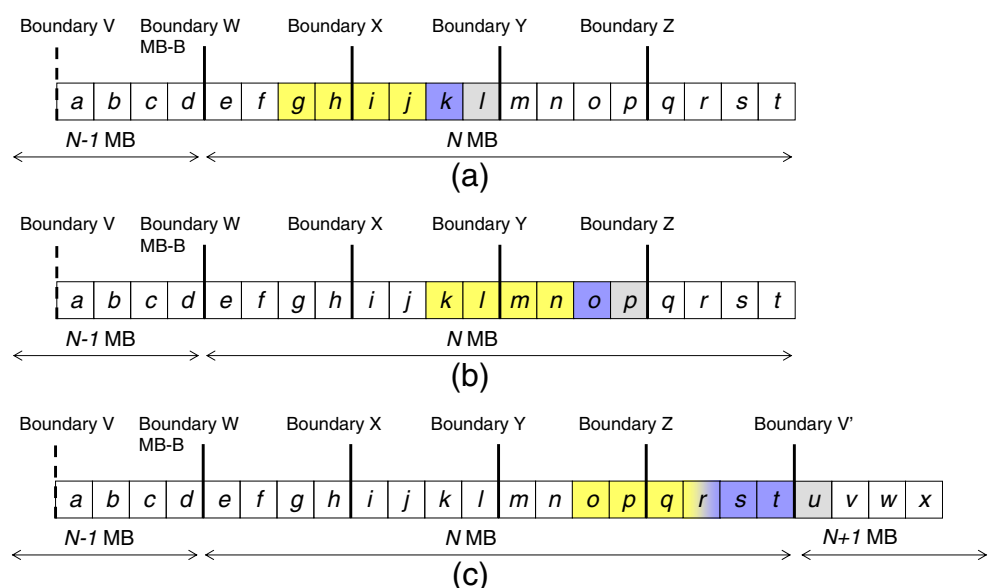 Boundary V Boundary W Boundary X Boundary Y Boundary Z
MB-B
a b c d e f g h i j k l m n o p q r s t
N-1 MB N MB
(a)
Boundary V Boundary W Boundary X Boundary Y Boundary Z
MB-B
a b c d e f g h i j k l m n o p q r s t
N-1 MB N MB
(b)
Boundary V Boundary W Boundary X Boundary Y Boundary Z Boundary V'
MB-B
a b c d e f g h i j k l m n o p q r s t u v w x
N-1 MB N MB N+1 MB
(c)